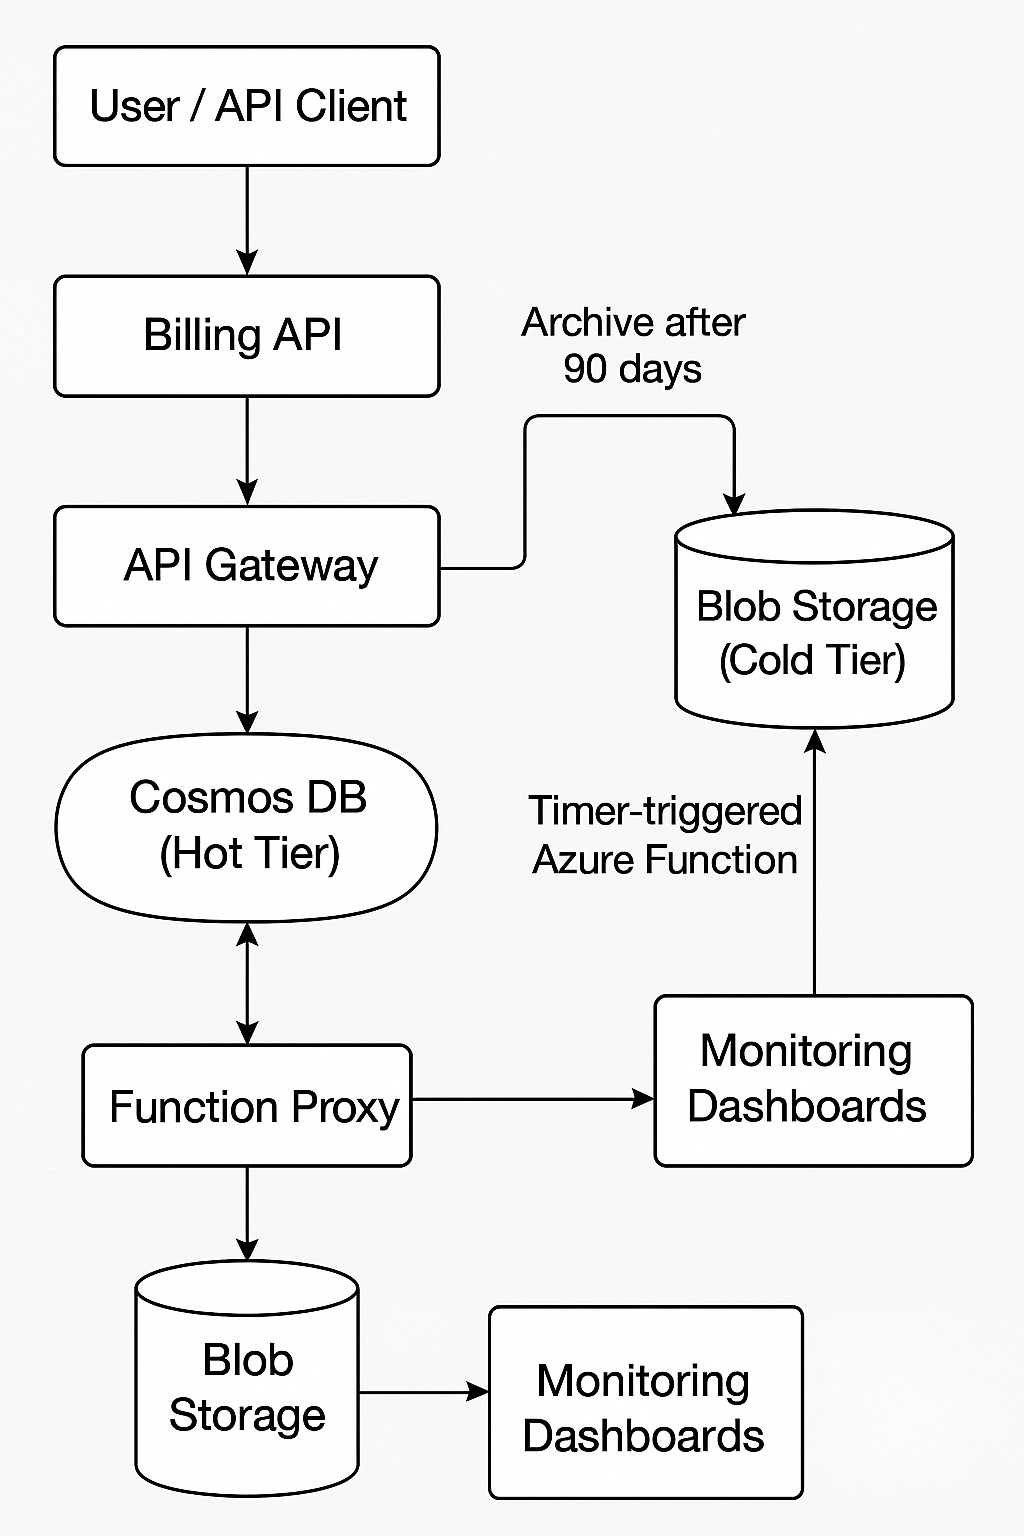 User / API Client
Billing API
Archive after
90 days
API Gateway
Blob Storage
(Cold Tier)
Cosmos DB
(Hot Tier)
Timer-triggered
Azure Function
Function Proxy
Monitoring
Dashboards
Blob
Storage
Monitoring
Dashboards